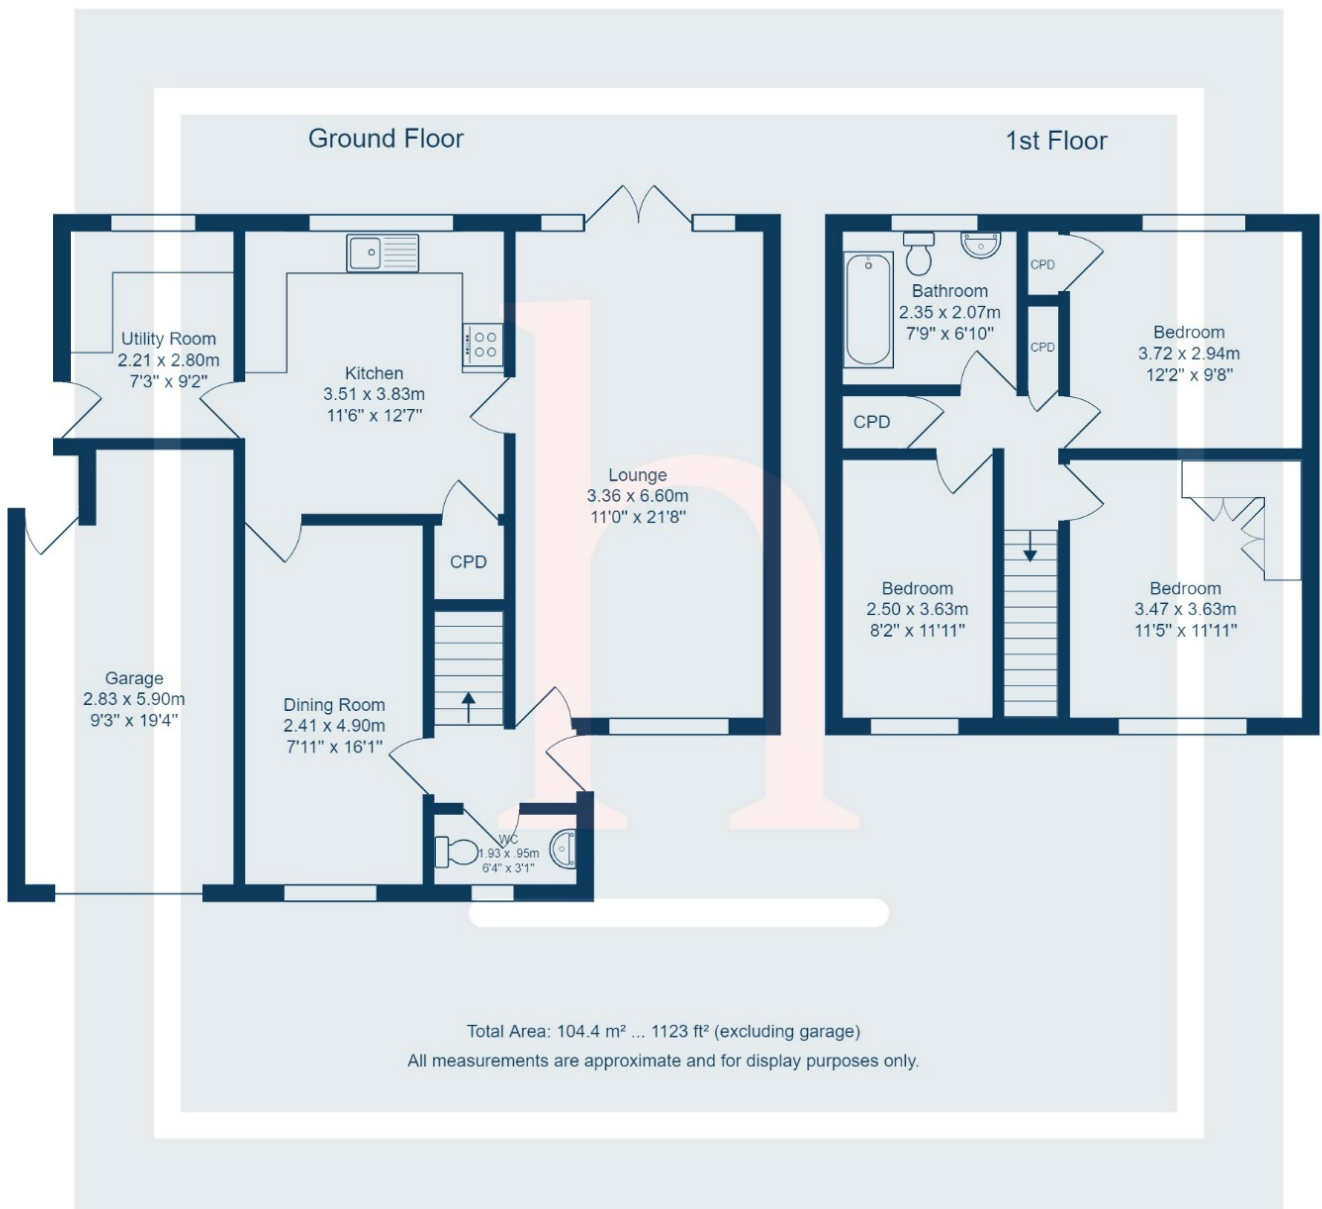 Ground Floor
1st Floor
Utility Room
2.21 x 2.80m
7'3" x 9'2"
Kitchen
3.51 x 3.83m
11'6" x 12'7"
Lounge
3.36 x 6.60m
11'0" x 21'8"
CPD
Garage
2.83 x 5.90m
9'3" x 19'4"
Dining Room
2.41 x 4.90m
7'11" x 16'1"
WC
1.93 x .95m
6'4" x 3'1"
Bathroom
2.35 x 2.07m
7'9" x 6'10"
CPD
CPD
CPD
Bedroom
3.72 x 2.94m
12'2" x 9'8"
Bedroom
2.50 x 3.63m
8'2" x 11'11"
Bedroom
3.47 x 3.63m
11'5" x 11'11"
h
Total Area: 104.4 m² ... 1123 ft² (excluding garage)
All measurements are approximate and for display purposes only.